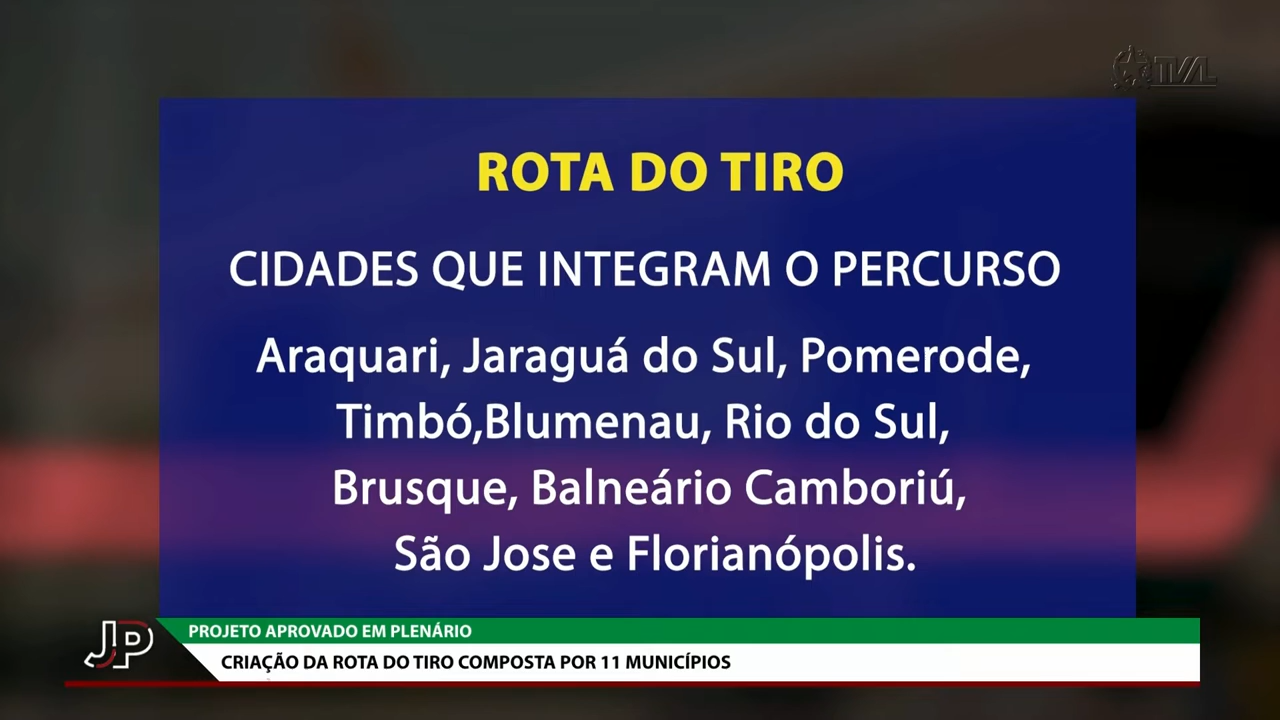 TVAL
ROTA DO TIRO
CIDADES QUE INTEGRAM O PERCURSO
Araquari, Jaraguá do Sul, Pomerode,
Timbó,Blumenau, Rio do Sul,
Brusque, Balneário Camboriú,
São Jose e Florianópolis.
JP
PROJETO APROVADO EM PLENÁRIO
CRIAÇÃO DA ROTA DO TIRO COMPOSTA POR 11 MUNICÍPIOS